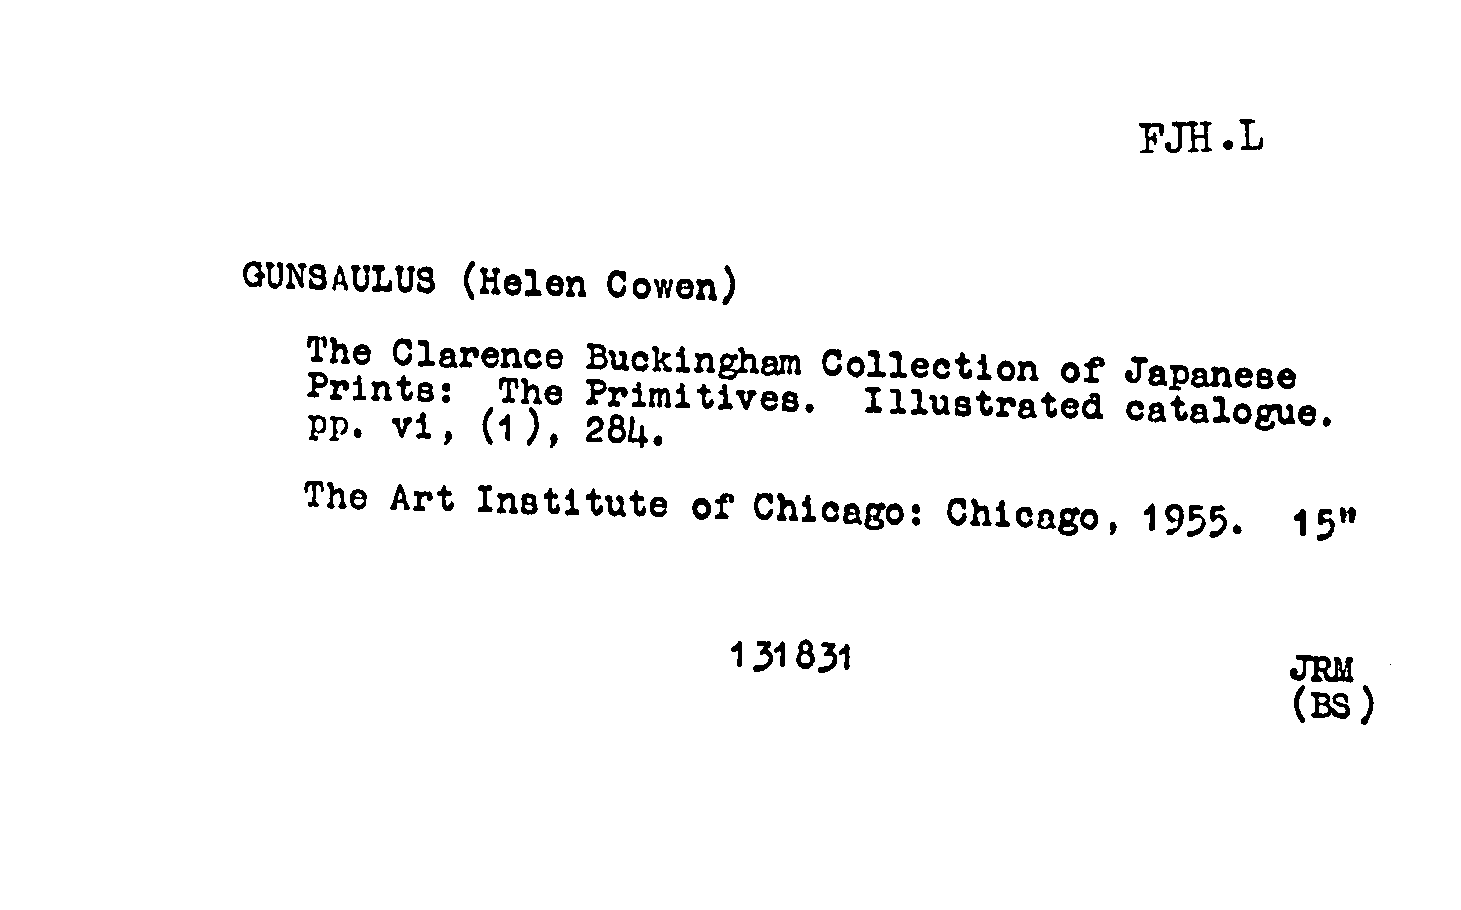 FJH.L
GUNSAULUS (Helen Cowen)
The Clarence Buckingham Collection of Japanese
Prints:  The Primitives.  Illustrated catalogue.
pp. vi, (1), 284.
The Art Institute of Chicago: Chicago, 1955.  15"
131831
JRM
(BS)